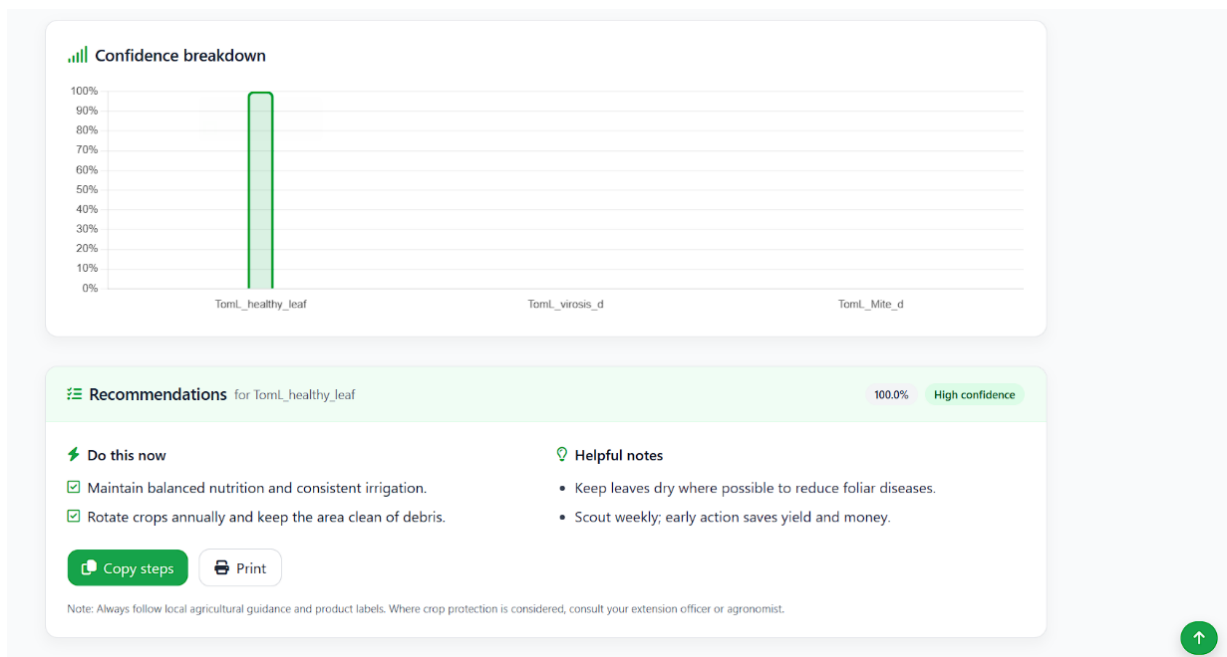 Confidence breakdown
100%
90%
80%
70%
60%
50%
40%
30%
20%
10%
0%
TomL_healthy_leaf
TomL_virosis_d
TomL_Mite_d
Recommendations for TomL_healthy_leaf
100.0%
High confidence
Do this now
Maintain balanced nutrition and consistent irrigation.
Rotate crops annually and keep the area clean of debris.
Copy steps
Print
Helpful notes
Keep leaves dry where possible to reduce foliar diseases.
Scout weekly; early action saves yield and money.
Note: Always follow local agricultural guidance and product labels. Where crop protection is considered, consult your extension officer or agronomist.